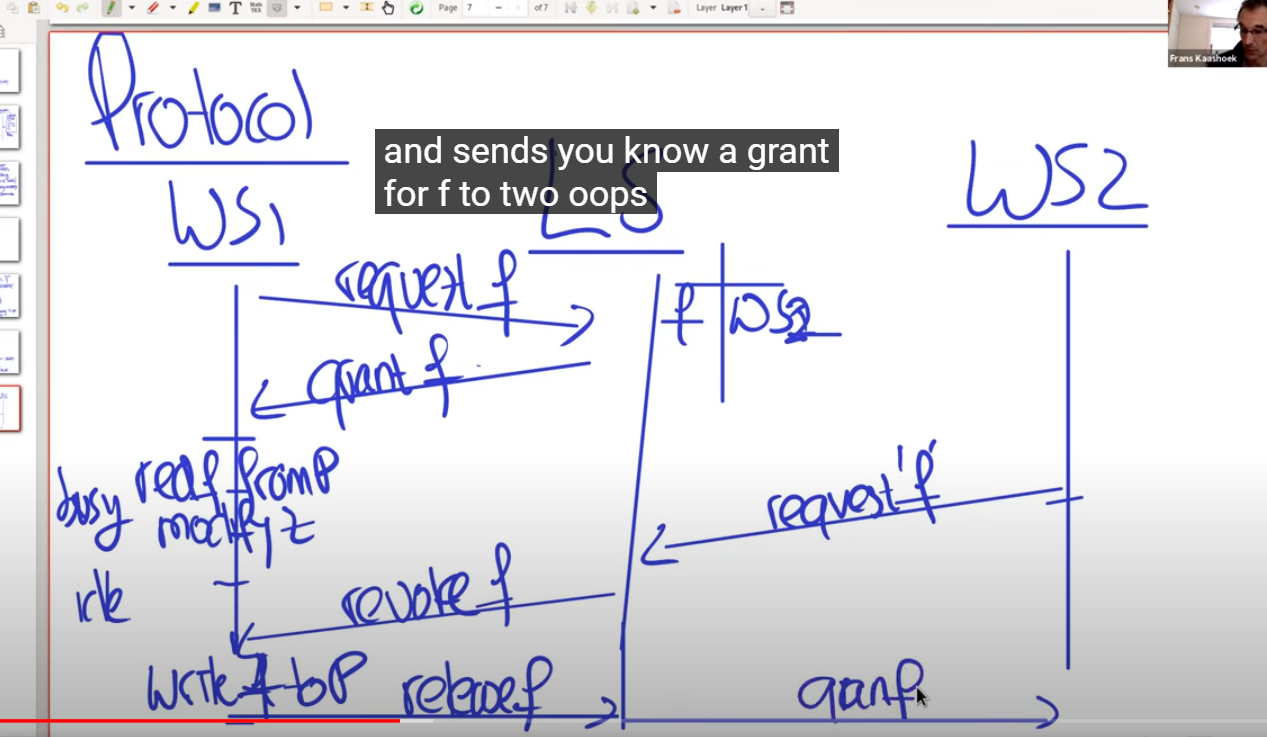 Page 7 of 7 Layer Layer 1
Frans Kaashoek
Protocol
and sends you know a grant
for f to two oops
WS1 LS WS2
request f
f WS2
grant f
busy read f from P
modify z
request 'f'
idle
revoke f
write f to P release f grant f